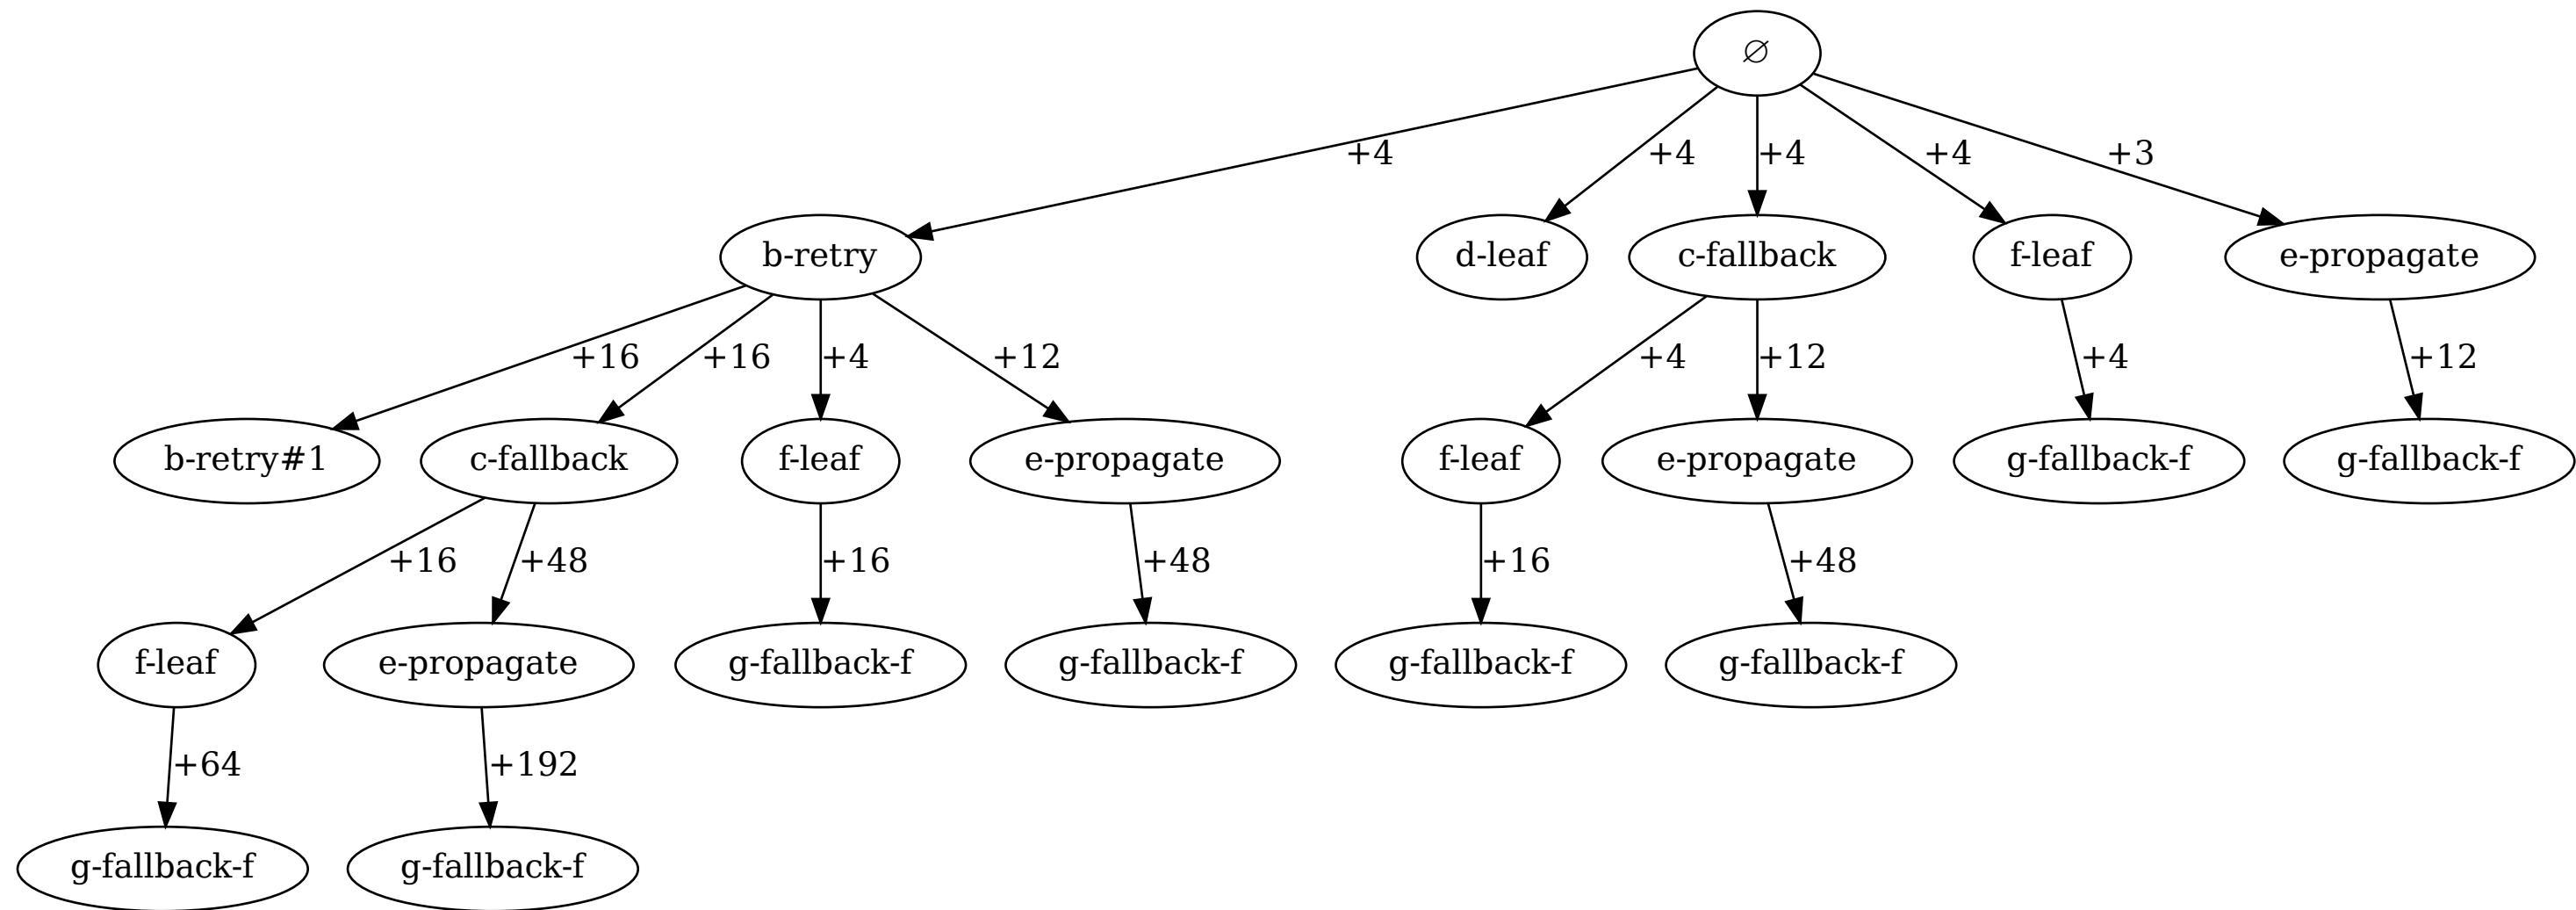 ∅
+4
+4
+4
+4
+3
b-retry
d-leaf
c-fallback
f-leaf
e-propagate
+16
+16
+4
+12
+4
+12
+4
+12
b-retry#1
c-fallback
f-leaf
e-propagate
f-leaf
e-propagate
g-fallback-f
g-fallback-f
+16
+48
+16
+48
+16
+48
f-leaf
e-propagate
g-fallback-f
g-fallback-f
g-fallback-f
g-fallback-f
+64
+192
g-fallback-f
g-fallback-f